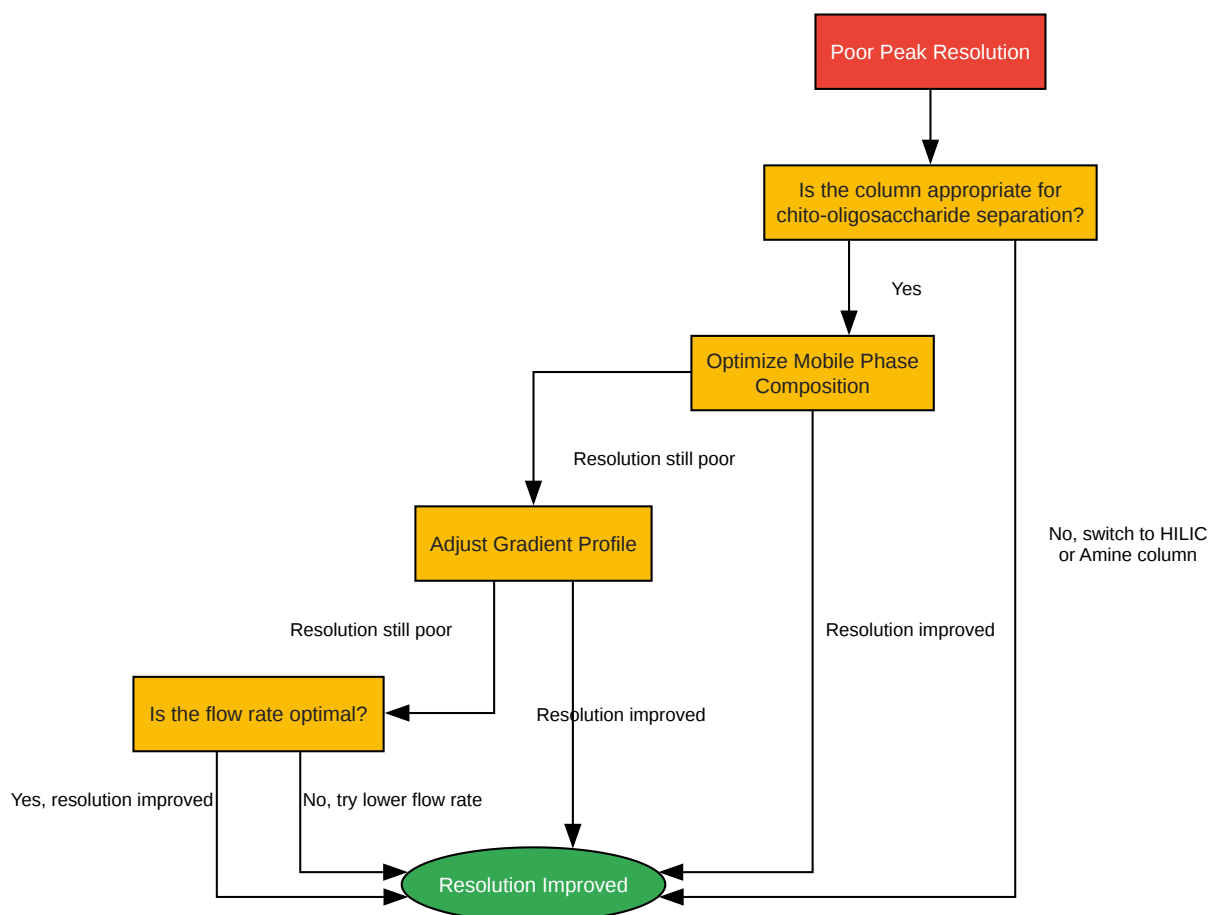 Poor Peak Resolution
Is the column appropriate for
chito-oligosaccharide separation?
Yes
Optimize Mobile Phase
Composition
Resolution still poor
Adjust Gradient Profile
No, switch to HILIC
or Amine column
Resolution still poor
Resolution improved
Is the flow rate optimal?
Resolution improved
Yes, resolution improved
No, try lower flow rate
Resolution Improved